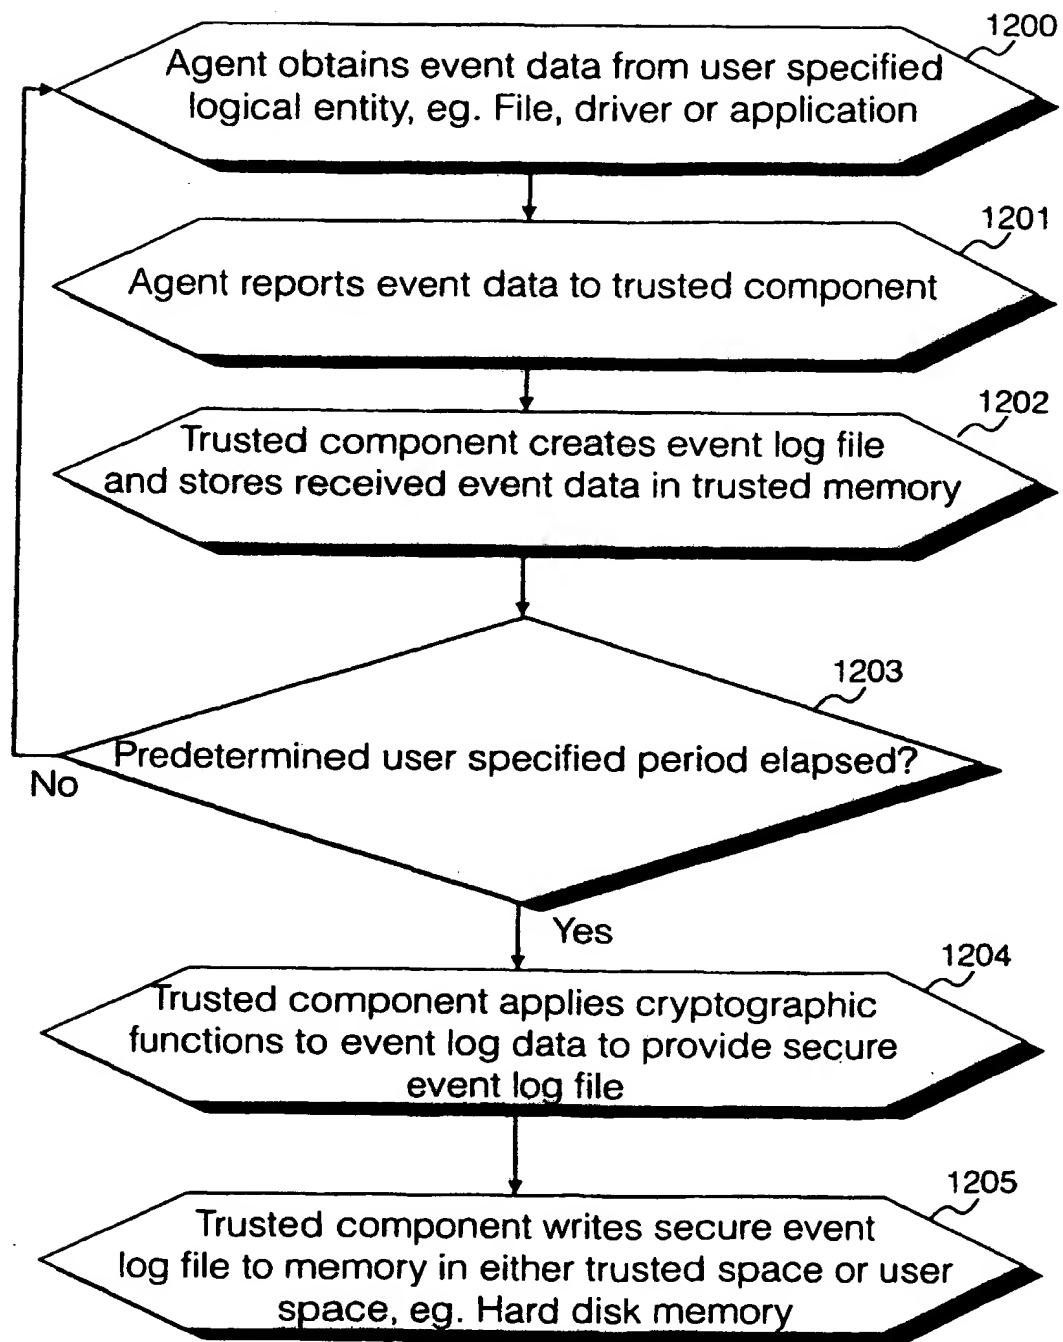 1200
Agent obtains event data from user specified
logical entity, eg. File, driver or application
1201
Agent reports event data to trusted component
1202
Trusted component creates event log file
and stores received event data in trusted memory
1203
Predetermined user specified period elapsed?
No
Yes
1204
Trusted component applies cryptographic
functions to event log data to provide secure
event log file
1205
Trusted component writes secure event
log file to memory in either trusted space or user
space, eg. Hard disk memory